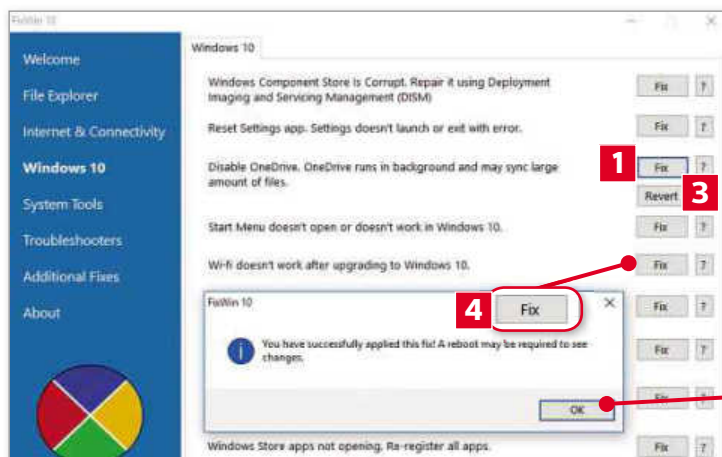 FixWin 10
Windows 10
Welcome
File Explorer
Internet & Connectivity
Windows 10
System Tools
Troubleshooters
Additional Fixes
About
Windows Component Store Is Corrupt. Repair it using Deployment
Imaging and Servicing Management (DISM)
Fix ?
Reset Settings app. Settings doesn't launch or exit with error.
Fix ?
Disable OneDrive. OneDrive runs in background and may sync large
amount of files.
1 Fix ?
Revert 3
Start Menu doesn't open or doesn't work in Windows 10.
Fix ?
Wi-fi doesn't work after upgrading to Windows 10.
Fix ?
Fix ?
Fix ?
Fix ?
FixWin 10
4 Fix
You have successfully applied this fix! A reboot may be required to see
changes.
OK
Windows Store apps not opening. Re-register all apps.
Fix ?